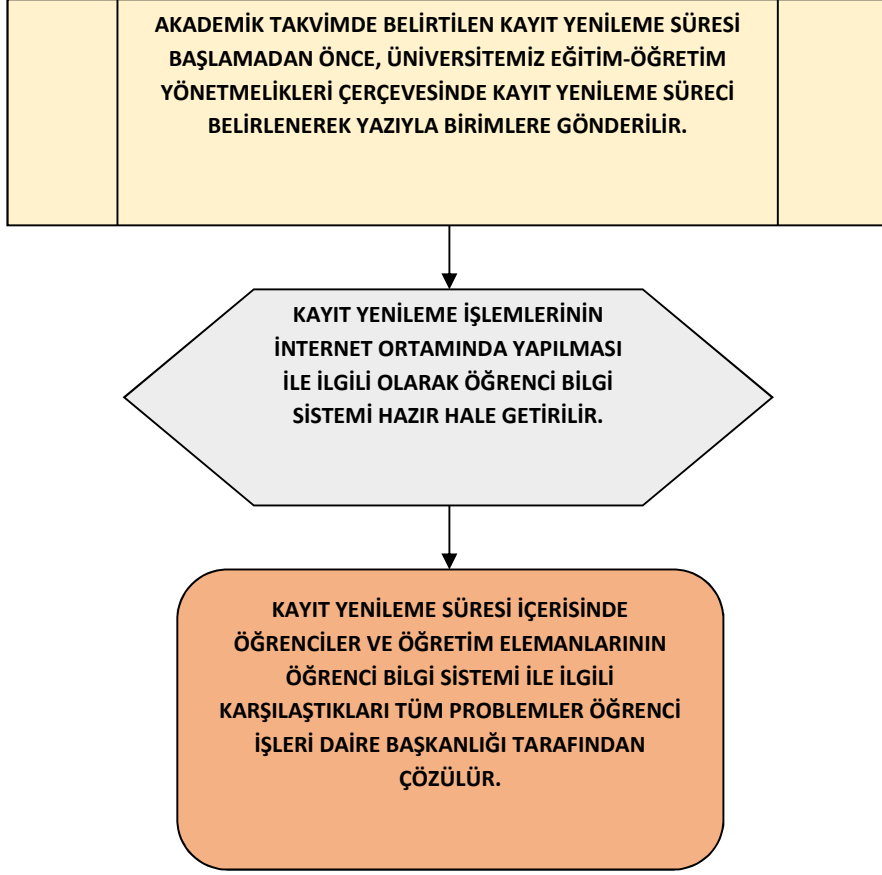 AKADEMİK TAKVİMDE BELİRTİLEN KAYIT YENİLEME SÜRESİ
BAŞLAMADAN ÖNCE, ÜNİVERSİTEMİZ EĞİTİM-ÖĞRETİM
YÖNETMELİKLERİ ÇERÇEVESİNDE KAYIT YENİLEME SÜRECİ
BELİRLENEREK YAZIYLA BİRİMLERE GÖNDERİLİR.
KAYIT YENİLEME İŞLEMLERİNİN
İNTERNET ORTAMINDA YAPILMASI
İLE İLGİLİ OLARAK ÖĞRENCİ BİLGİ
SİSTEMİ HAZIR HALE GETİRİLİR.
KAYIT YENİLEME SÜRESİ İÇERİSİNDE
ÖĞRENCİLER VE ÖĞRETİM ELEMANLARININ
ÖĞRENCİ BİLGİ SİSTEMİ İLE İLGİLİ
KARŞILAŞTIKLARI TÜM PROBLEMLER ÖĞRENCİ
İŞLERİ DAİRE BAŞKANLIĞI TARAFINDAN
ÇÖZÜLÜR.